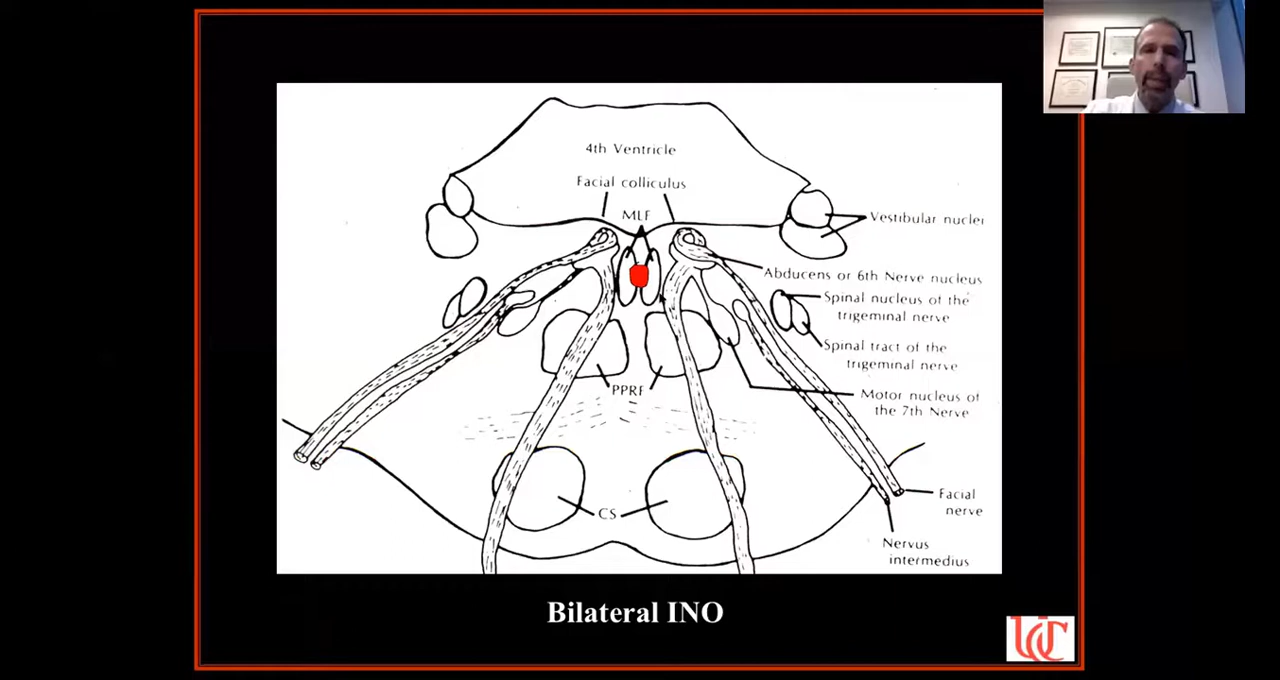 4th Ventricle
Facial colliculus
MLF
Vestibular nuclei
Abducens or 6th Nerve nucleus
Spinal nucleus of the
trigeminal nerve
Spinal tract of the
trigeminal nerve
PPRF
Motor nucleus of
the 7th Nerve
CS
Facial
nerve
Nervus
intermedius
Bilateral INO
UC